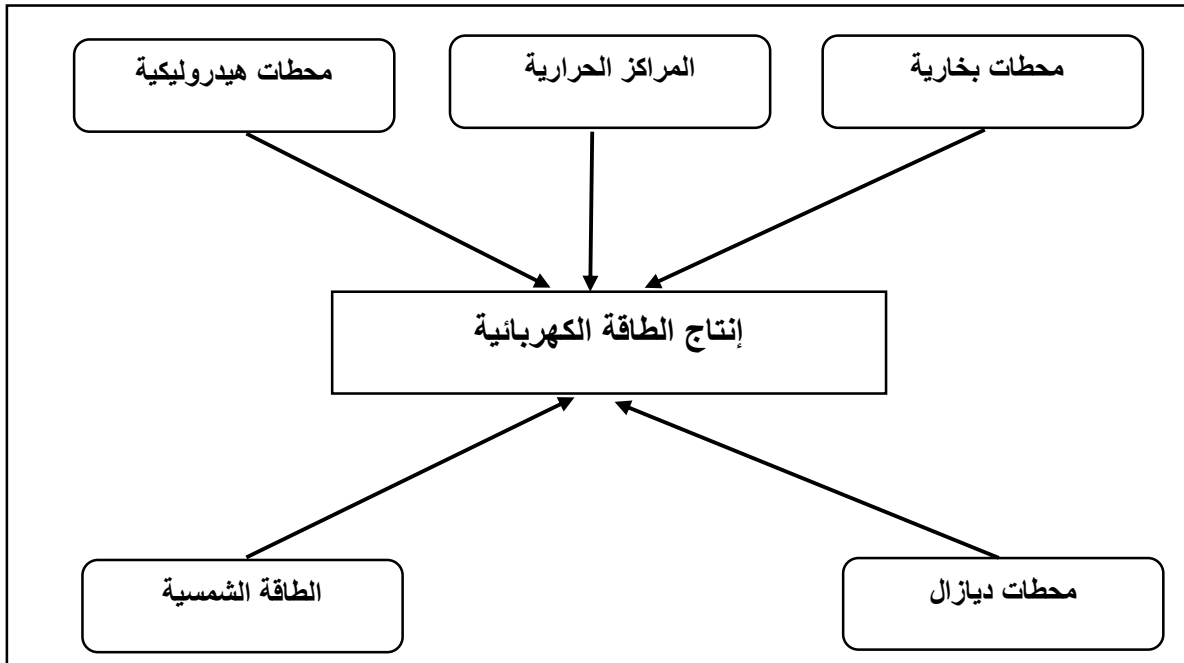 محطات بخارية
المراكز الحرارية
محطات هيدروليكية
إنتاج الطاقة الكهربائية
محطات ديازال
الطاقة الشمسية